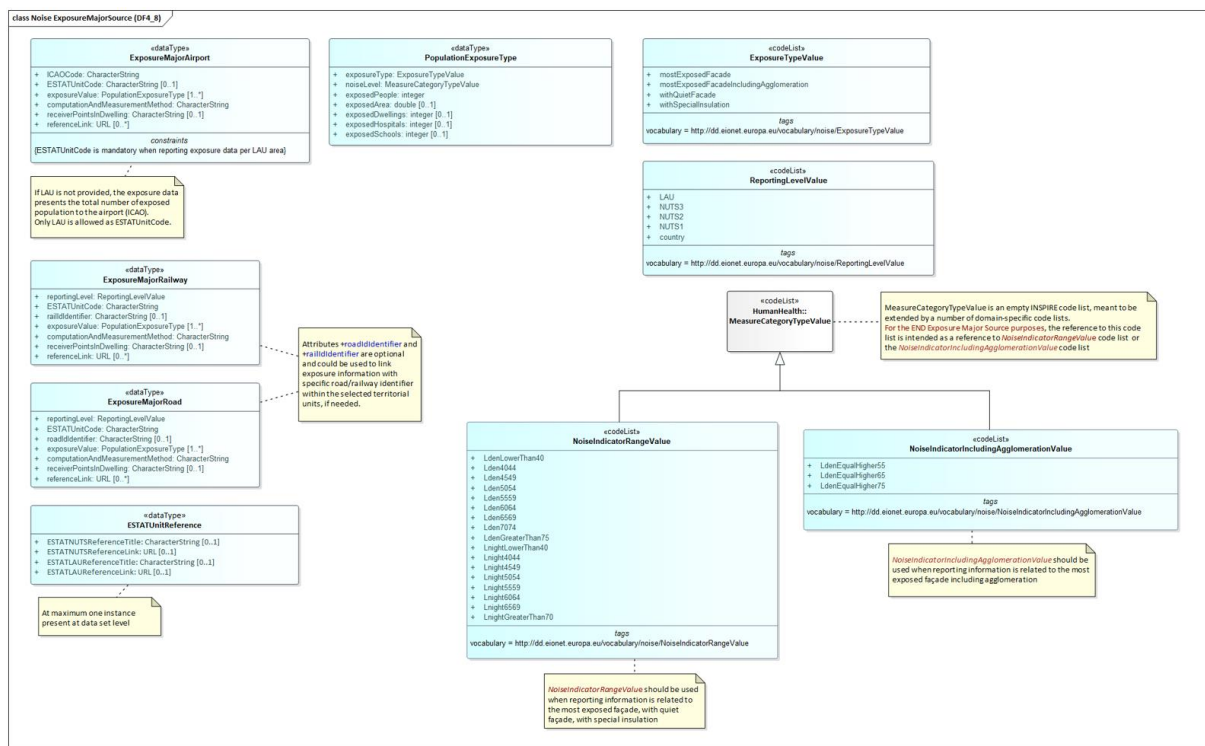 class Noise ExposureMajorSource (DF4_8)
«dataType»
ExposureMajorAirport
+ ICAOCode: CharacterString
+ ESTATUnitCode: CharacterString [0..1]
+ exposureValue: PopulationExposureType [1..*]
+ computationAndMeasurementMethod: CharacterString
+ receiverPointsInDwelling: CharacterString [0..1]
+ referenceLink: URL [0..*]
constraints
{ESTATUnitCode is mandatory when reporting exposure data per LAU area}
If LAU is not provided, the exposure data
presents the total number of exposed
population to the airport (ICAO).
Only LAU is allowed as ESTATUnitCode.
«dataType»
PopulationExposureType
+ exposureType: ExposureTypeValue
+ noiseLevel: MeasureCategoryTypeValue
+ exposedPeople: integer
+ exposedArea: double [0..1]
+ exposedDwellings: integer [0..1]
+ exposedHospitals: integer [0..1]
+ exposedSchools: integer [0..1]
«codeList»
ExposureTypeValue
+ mostExposedFacade
+ mostExposedFacadeIncludingAgglomeration
+ withQuietFacade
+ withSpecialInsulation
tags
vocabulary = http://dd.eionet.europa.eu/vocabulary/noise/ExposureTypeValue
«codeList»
ReportingLevelValue
+ LAU
+ NUTS3
+ NUTS2
+ NUTS1
+ country
tags
vocabulary = http://dd.eionet.europa.eu/vocabulary/noise/ReportingLevelValue
«dataType»
ExposureMajorRailway
+ reportingLevel: ReportingLevelValue
+ ESTATUnitCode: CharacterString
+ railIdIdentifier: CharacterString [0..1]
+ exposureValue: PopulationExposureType [1..*]
+ computationAndMeasurementMethod: CharacterString
+ receiverPointsInDwelling: CharacterString [0..1]
+ referenceLink: URL [0..*]
Attributes +roadIdIdentifier and
+railIdIdentifier are optional
and could be used to link
exposure information with
specific road/railway identifier
within the selected territorial
units, if needed.
«dataType»
ExposureMajorRoad
+ reportingLevel: ReportingLevelValue
+ ESTATUnitCode: CharacterString
+ roadIdIdentifier: CharacterString [0..1]
+ exposureValue: PopulationExposureType [1..*]
+ computationAndMeasurementMethod: CharacterString
+ receiverPointsInDwelling: CharacterString [0..1]
+ referenceLink: URL [0..*]
«dataType»
ESTATUnitReference
+ ESTATNUTSReferenceTitle: CharacterString [0..1]
+ ESTATNUTSReferenceLink: URL [0..1]
+ ESTATLAUReferenceTitle: CharacterString [0..1]
+ ESTATLAUReferenceLink: URL [0..1]
At maximum one instance
present at data set level
«codeList»
HumanHealth::
MeasureCategoryTypeValue
MeasureCategoryTypeValue is an empty INSPIRE code list, meant to be
extended by a number of domain-specific code lists.
For the END Exposure Major Source purposes, the reference to this code
list is intended as a reference to NoiseIndicatorRangeValue code list or
the NoiseIndicatorIncludingAgglomerationValue code list
«codeList»
NoiseIndicatorRangeValue
+ LdenLowerThan40
+ Lden4044
+ Lden4549
+ Lden5054
+ Lden5559
+ Lden6064
+ Lden6569
+ Lden7074
+ LdenGreaterThan75
+ LnightLowerThan40
+ Lnight4044
+ Lnight4549
+ Lnight5054
+ Lnight5559
+ Lnight6064
+ Lnight6569
+ LnightGreaterThan70
tags
vocabulary = http://dd.eionet.europa.eu/vocabulary/noise/NoiseIndicatorRangeValue
NoiseIndicatorRangeValue should be used
when reporting information is related to
the most exposed façade, with quiet
façade, with special insulation
«codeList»
NoiseIndicatorIncludingAgglomerationValue
+ LdenEqualHigher55
+ LdenEqualHigher65
+ LdenEqualHigher75
tags
vocabulary = http://dd.eionet.europa.eu/vocabulary/noise/NoiseIndicatorIncludingAgglomerationValue
NoiseIndicatorIncludingAgglomerationValue should be
used when reporting information is related to the most
exposed façade including agglomeration